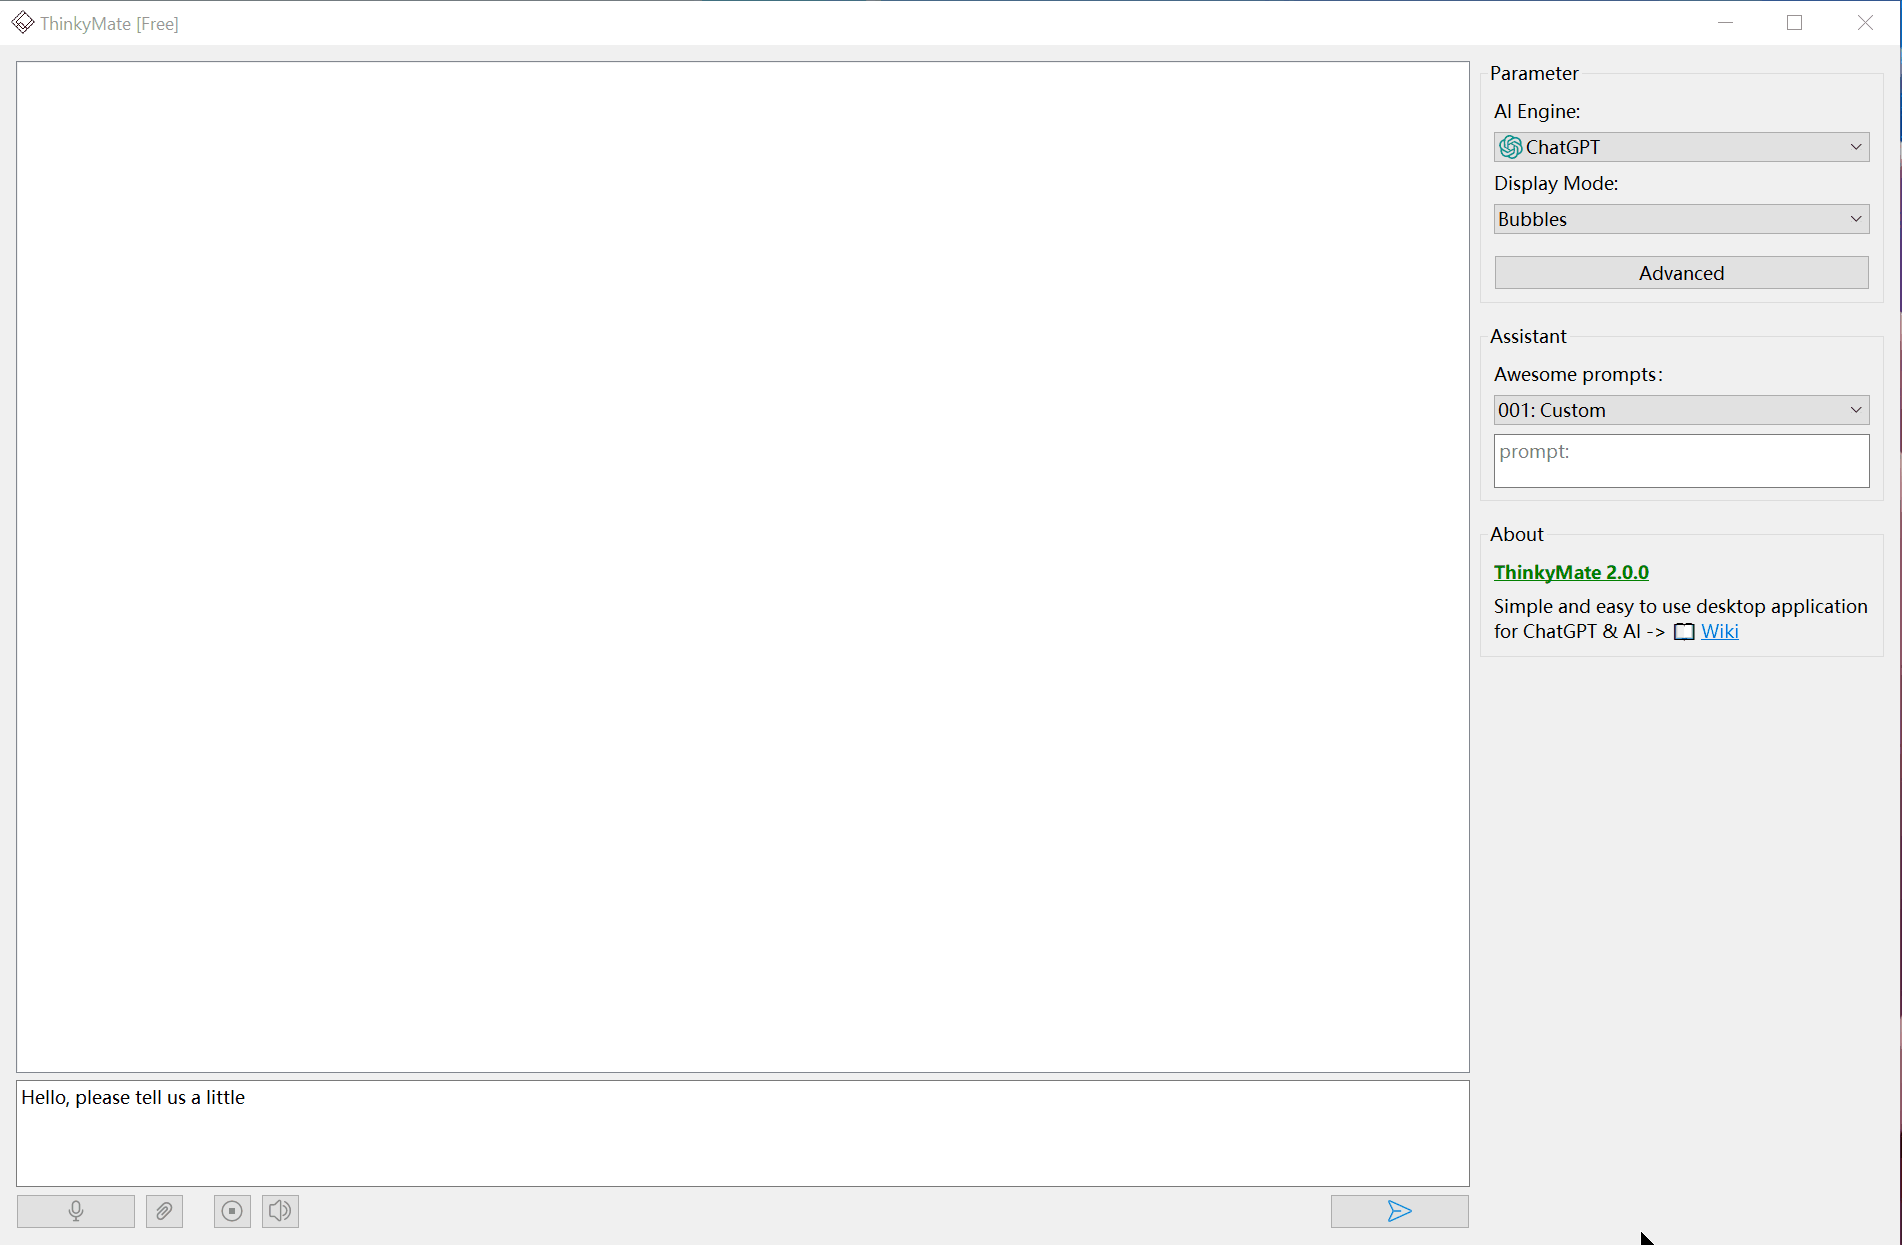 ThinkyMate [Free]
Parameter
AI Engine:
ChatGPT
Display Mode:
Bubbles
Advanced
Assistant
Awesome prompts:
001: Custom
prompt:
About
ThinkyMate 2.0.0
Simple and easy to use desktop application
for ChatGPT & AI -> Wiki
Hello, please tell us a little